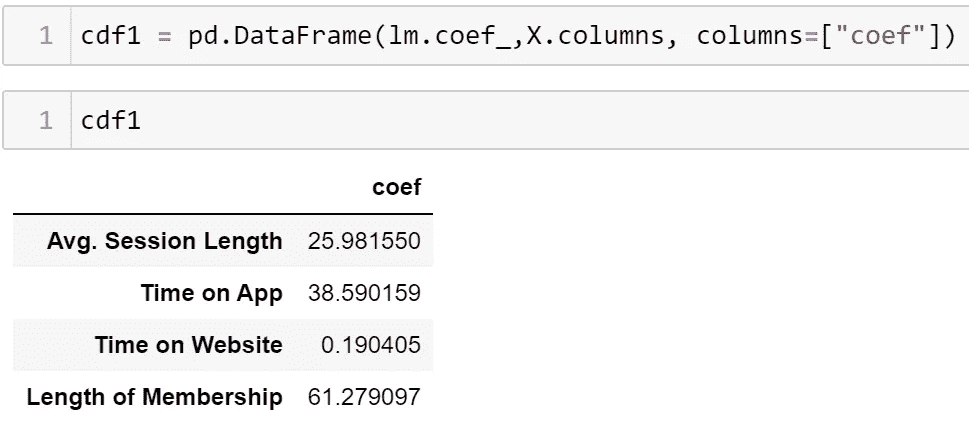 1 cdf1 = pd.DataFrame(lm.coef_,X.columns, columns=["coef"])
1 cdf1
coef
Avg. Session Length 25.981550
Time on App 38.590159
Time on Website 0.190405
Length of Membership 61.279097